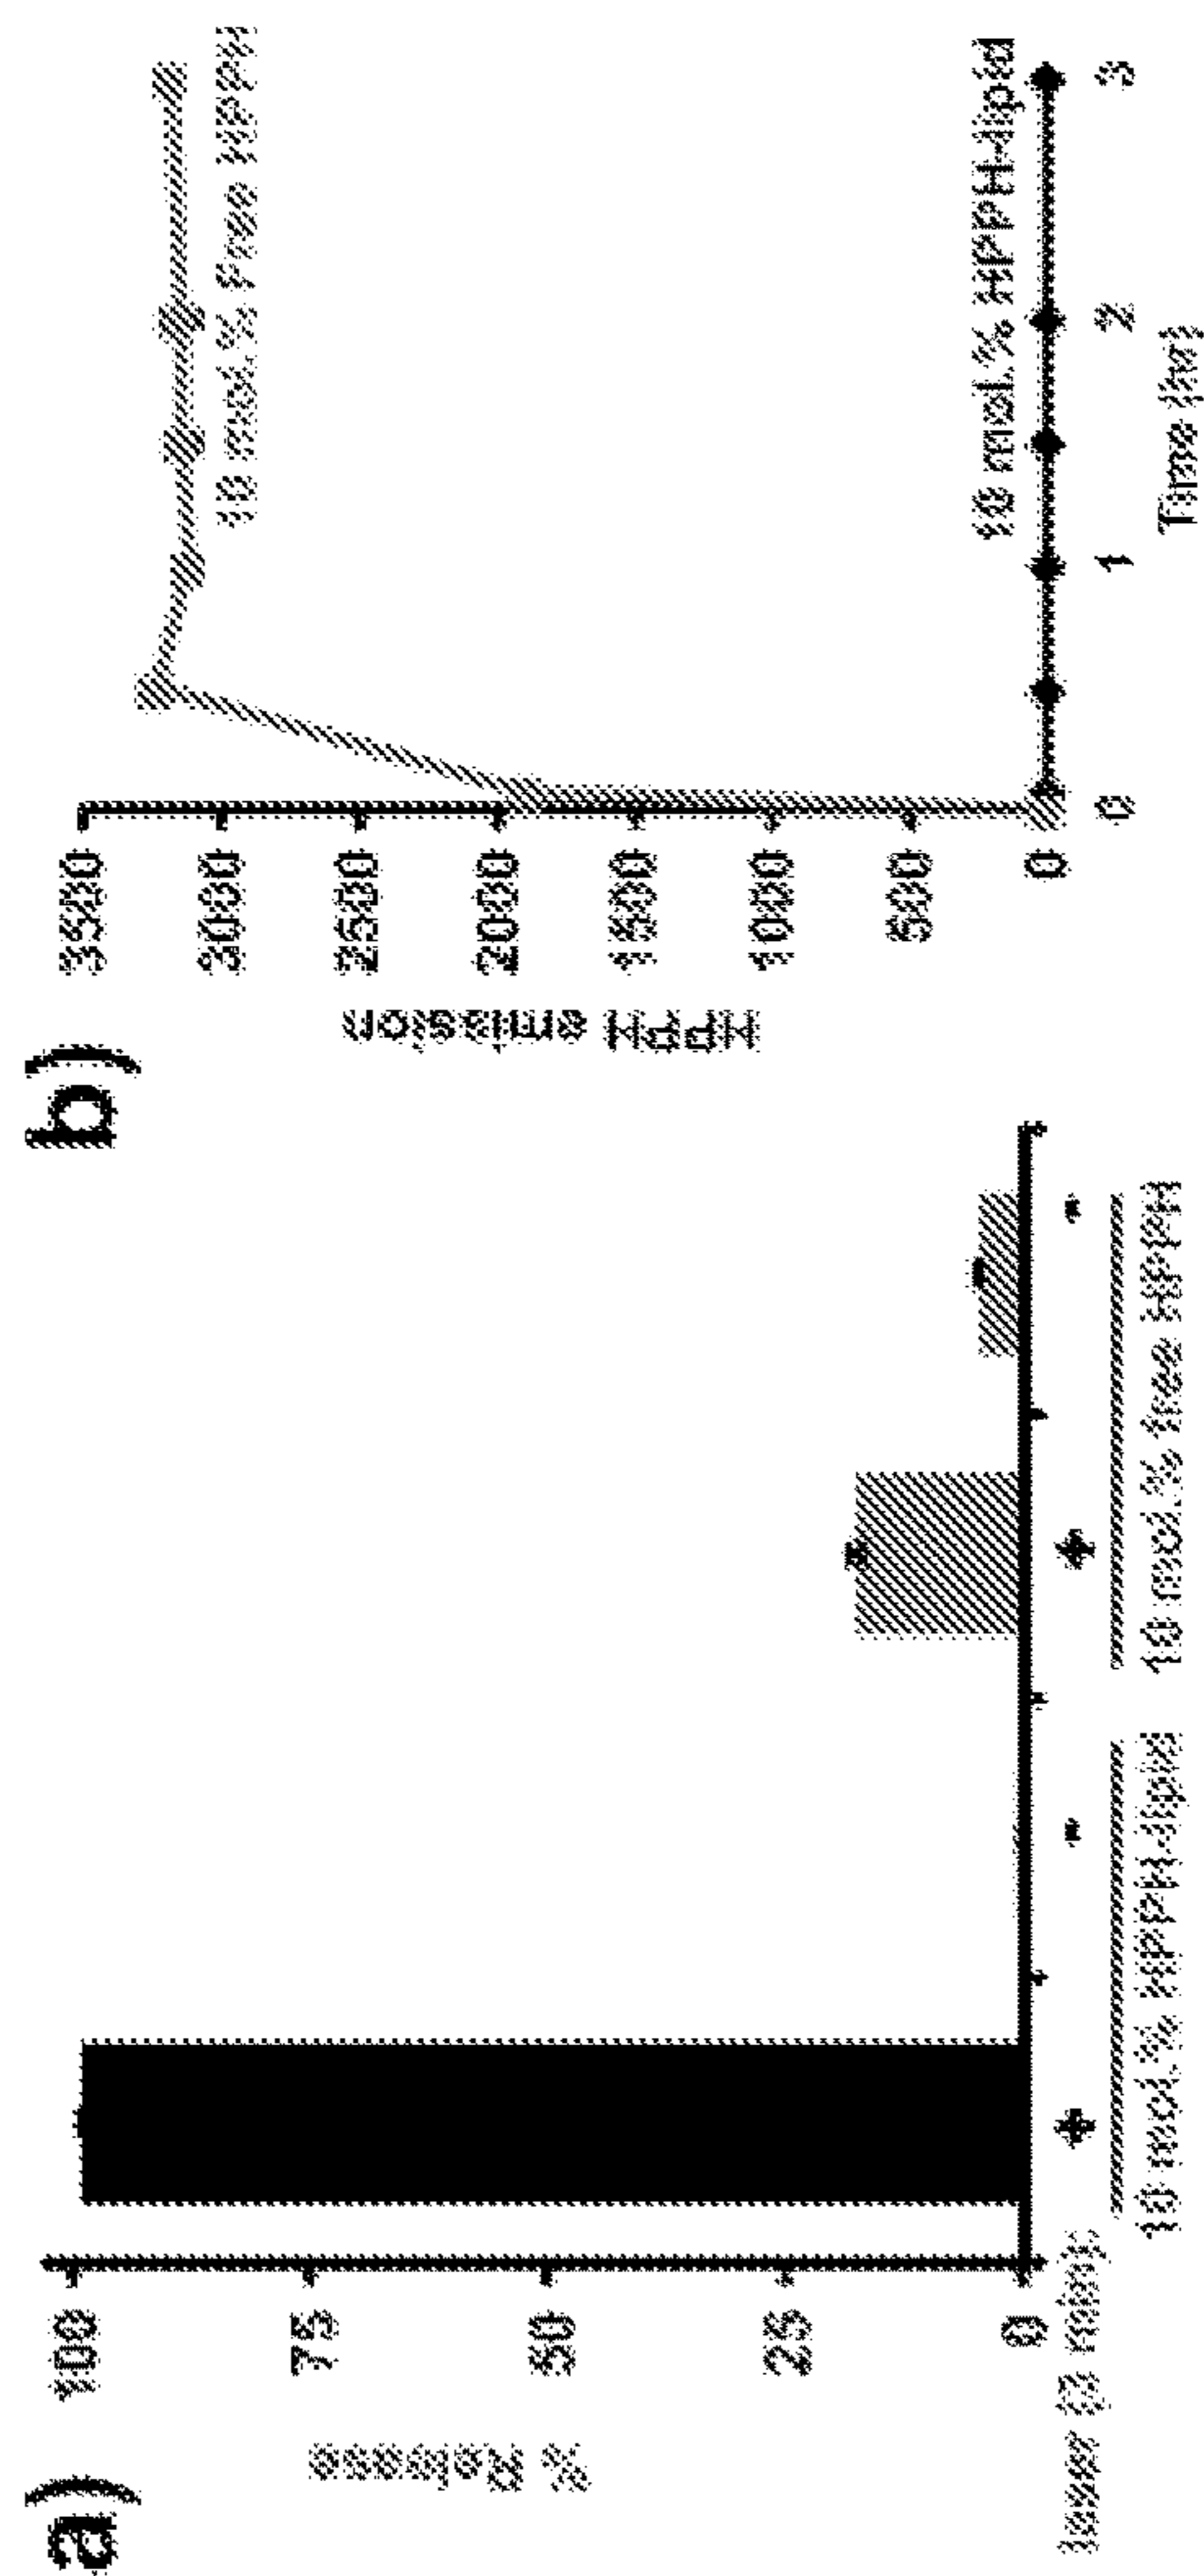 a)
% Release
100
75
50
25
0
laser (3 mins):
+
-
+
-
10 mol.% HPPH-lipid
10 mol.% free HPPH
b)
HPPH emission
3500
3000
2500
2000
1500
1000
500
0
10 mol.% Free HPPH
10 mol.% HPPH-lipid
0
1
2
3
Time (hr)